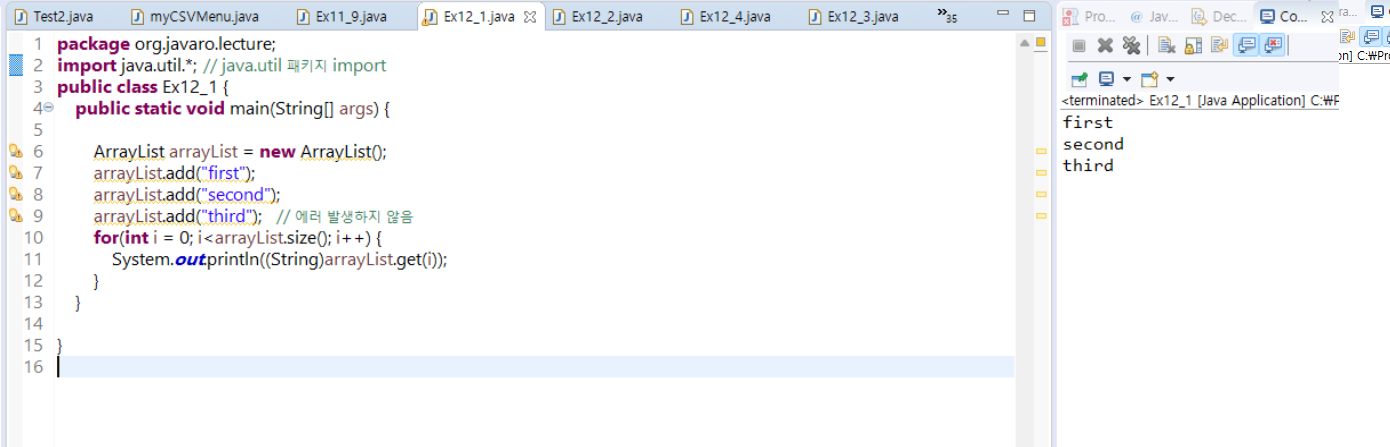 Test2.java myCSVMenu.java Ex11_9.java Ex12_1.java Ex12_2.java Ex12_4.java Ex12_3.java »35
1 package org.javaro.lecture;
2 import java.util.*; // java.util 패키지 import
3 public class Ex12_1 {
4 public static void main(String[] args) {
5
6 ArrayList arrayList = new ArrayList();
7 arrayList.add("first");
8 arrayList.add("second");
9 arrayList.add("third"); // 에러 발생하지 않음
10 for(int i = 0; i<arrayList.size(); i++) {
11 System.out.println((String)arrayList.get(i));
12 }
13 }
14
15 }
16
Pro... @ Jav... Dec... Co... ra...
on] C:₩Pr
<terminated> Ex12_1 [Java Application] C:₩P
first
second
third